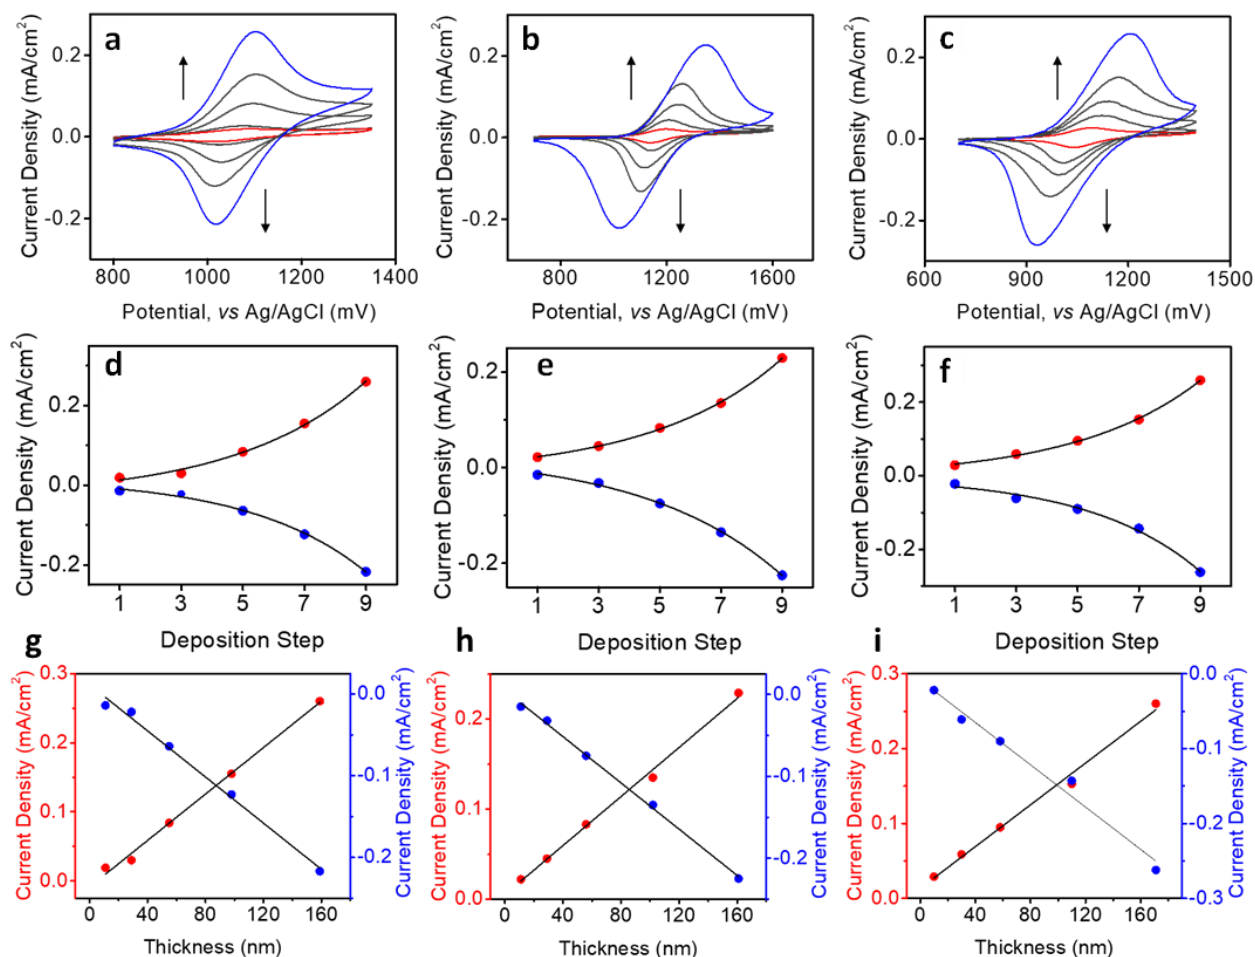 a
Current Density (mA/cm²)
0.2
0.0
-0.2
800
1000
1200
1400
Potential, vs Ag/AgCl (mV)
b
Current Density (mA/cm²)
0.2
0.0
-0.2
800
1200
1600
Potential, vs Ag/AgCl (mV)
c
Current Density (mA/cm²)
0.2
0.0
-0.2
600
900
1200
1500
Potential, vs Ag/AgCl (mV)
d
Current Density (mA/cm²)
0.2
0.0
-0.2
1
3
5
7
9
Deposition Step
e
Current Density (mA/cm²)
0.2
0.0
-0.2
1
3
5
7
9
Deposition Step
f
Current Density (mA/cm²)
0.2
0.0
-0.2
1
3
5
7
9
Deposition Step
g
Current Density (mA/cm²)
0.3
0.2
0.1
0.0
0
40
80
120
160
Thickness (nm)
0.0
-0.1
-0.2
Current Density (mA/cm²)
h
Current Density (mA/cm²)
0.2
0.1
0.0
0
40
80
120
160
Thickness (nm)
0.0
-0.1
-0.2
Current Density (mA/cm²)
i
Current Density (mA/cm²)
0.3
0.2
0.1
0.0
0
40
80
120
160
Thickness (nm)
0.0
-0.1
-0.2
-0.3
Current Density (mA/cm²)